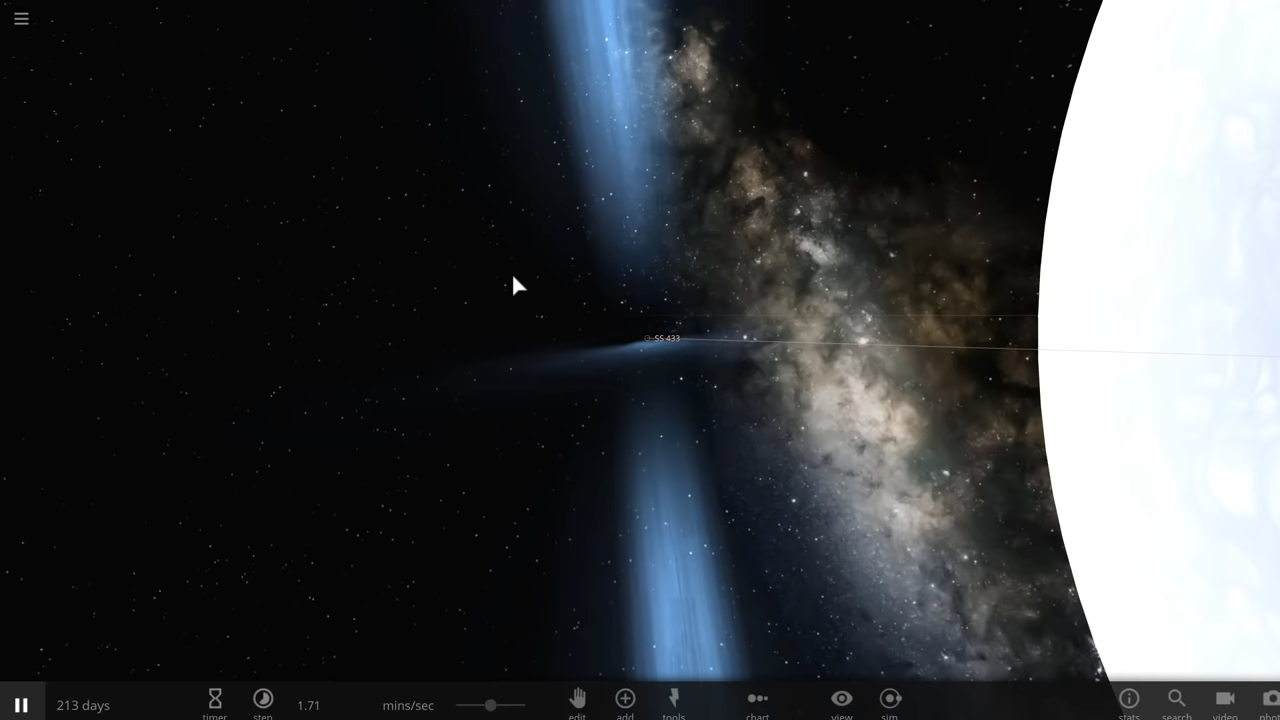 SS 433
213 days
timer
step
1.71
mins/sec
edit
add
tools
chart
view
sim
stats
search
video